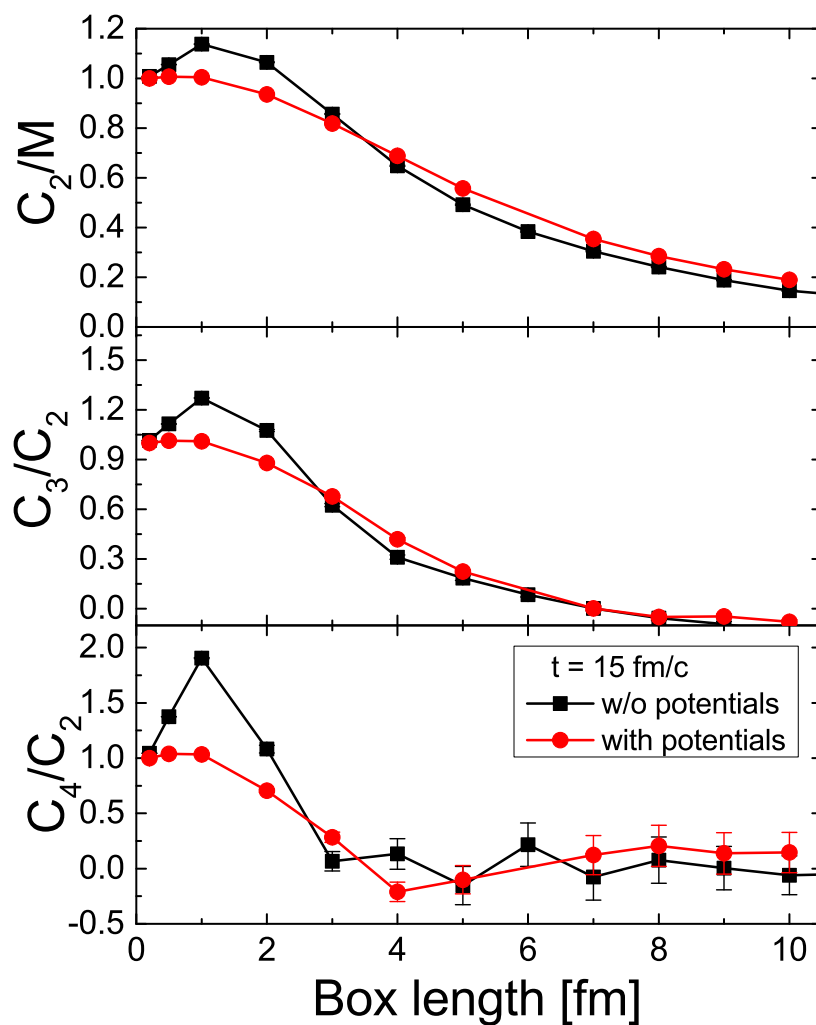 1.2
1.0
0.8
0.6
0.4
0.2
0.0
C2/M
1.5
1.2
0.9
0.6
0.3
0.0
C3/C2
2.0
1.5
1.0
0.5
0.0
-0.5
C4/C2
t = 15 fm/c
w/o potentials
with potentials
0 2 4 6 8 10
Box length [fm]